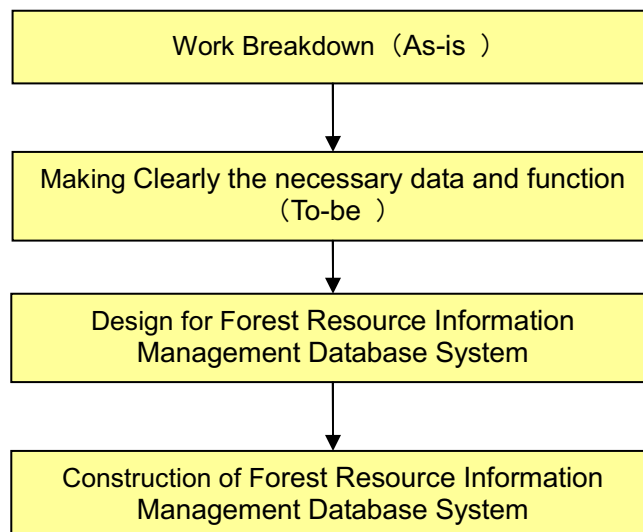 Work Breakdown（As-is ）
Making Clearly the necessary data and function
（To-be ）
Design for Forest Resource Information
Management Database System
Construction of Forest Resource Information
Management Database System